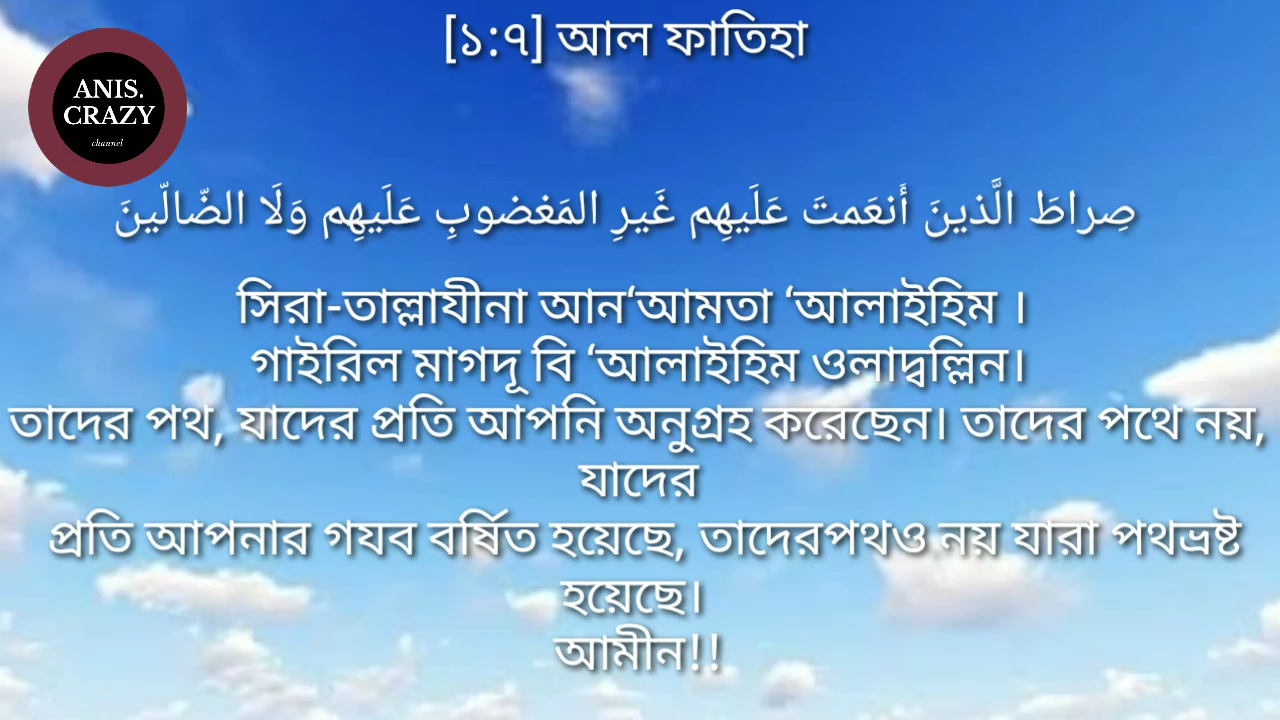 [১:৭] আল ফাতিহা
ANIS.
CRAZY
channel
صِراطَ الَّذينَ أَنعَمتَ عَلَيهِم غَيرِ المَغضوبِ عَلَيهِم وَلَا الضّالّينَ
সিরা-তাল্লাযীনা আন‘আমতা ‘আলাইহিম ।
গাইরিল মাগদূ বি ‘আলাইহিম ওলাদ্বল্লিন।
তাদের পথ, যাদের প্রতি আপনি অনুগ্রহ করেছেন। তাদের পথে নয়,
যাদের
প্রতি আপনার গযব বর্ষিত হয়েছে, তাদেরপথও নয় যারা পথভ্রষ্ট
হয়েছে।
আমীন!!